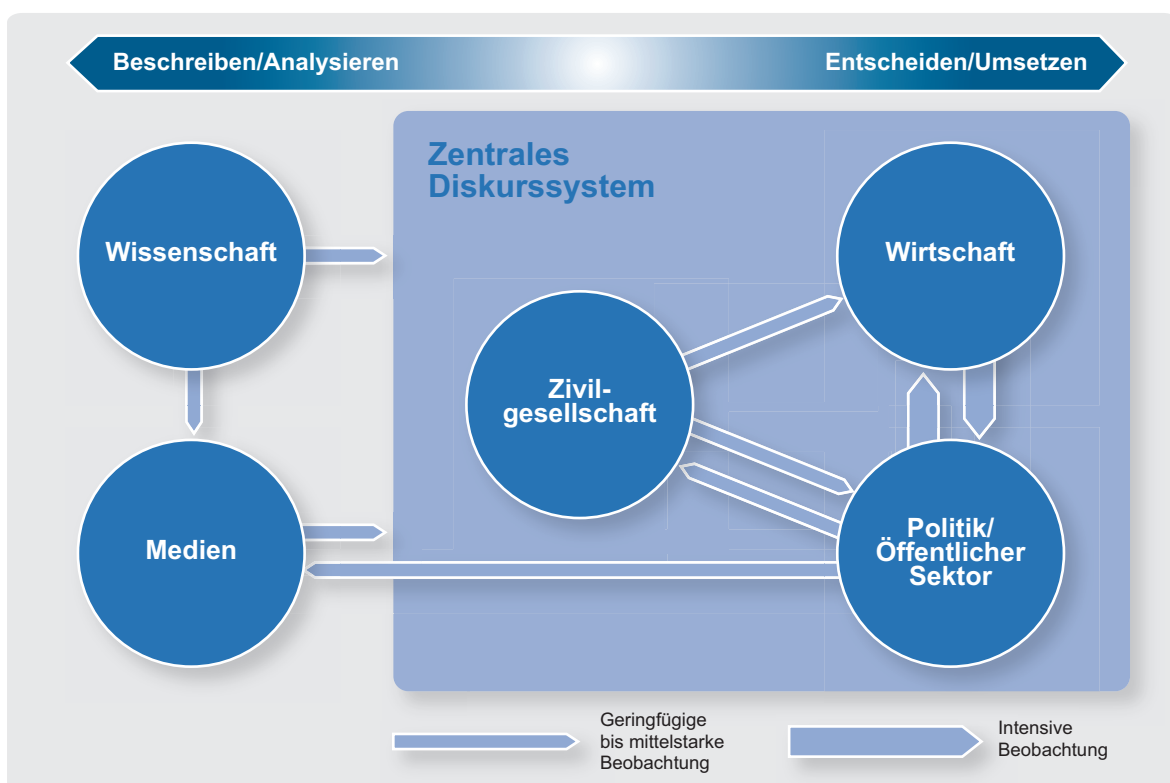 Beschreiben/Analysieren
Entscheiden/Umsetzen
Zentrales
Diskurssystem
Wissenschaft
Wirtschaft
Zivil-
gesellschaft
Medien
Politik/
Öffentlicher
Sektor
Geringfügige
bis mittelstarke
Beobachtung
Intensive
Beobachtung